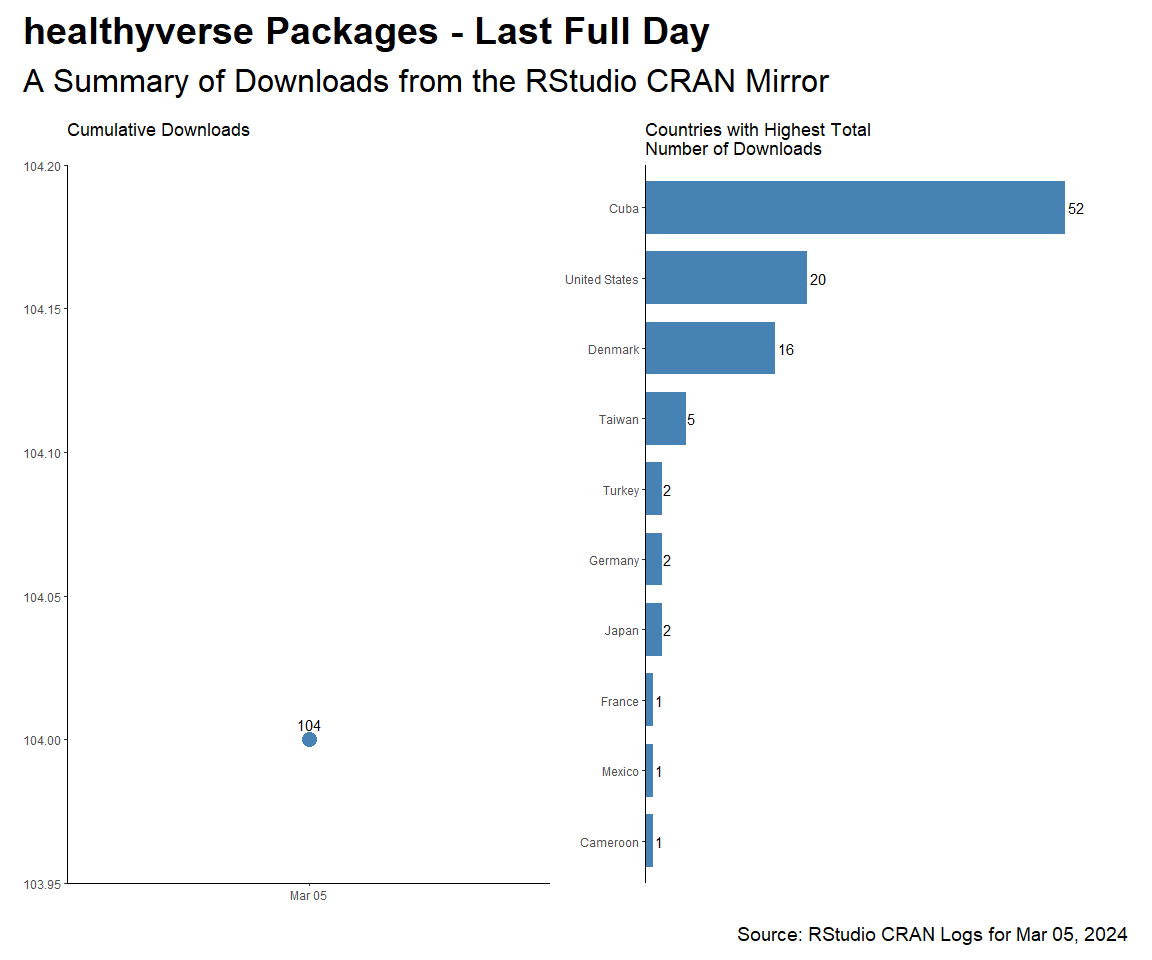 healthyverse Packages - Last Full Day
A Summary of Downloads from the RStudio CRAN Mirror
Cumulative Downloads
104.20
104.15
104.10
104.05
104.00
103.95
104
Mar 05
Countries with Highest Total
Number of Downloads
Cuba 52
United States 20
Denmark 16
Taiwan 5
Turkey 2
Germany 2
Japan 2
France 1
Mexico 1
Cameroon 1
Source: RStudio CRAN Logs for Mar 05, 2024